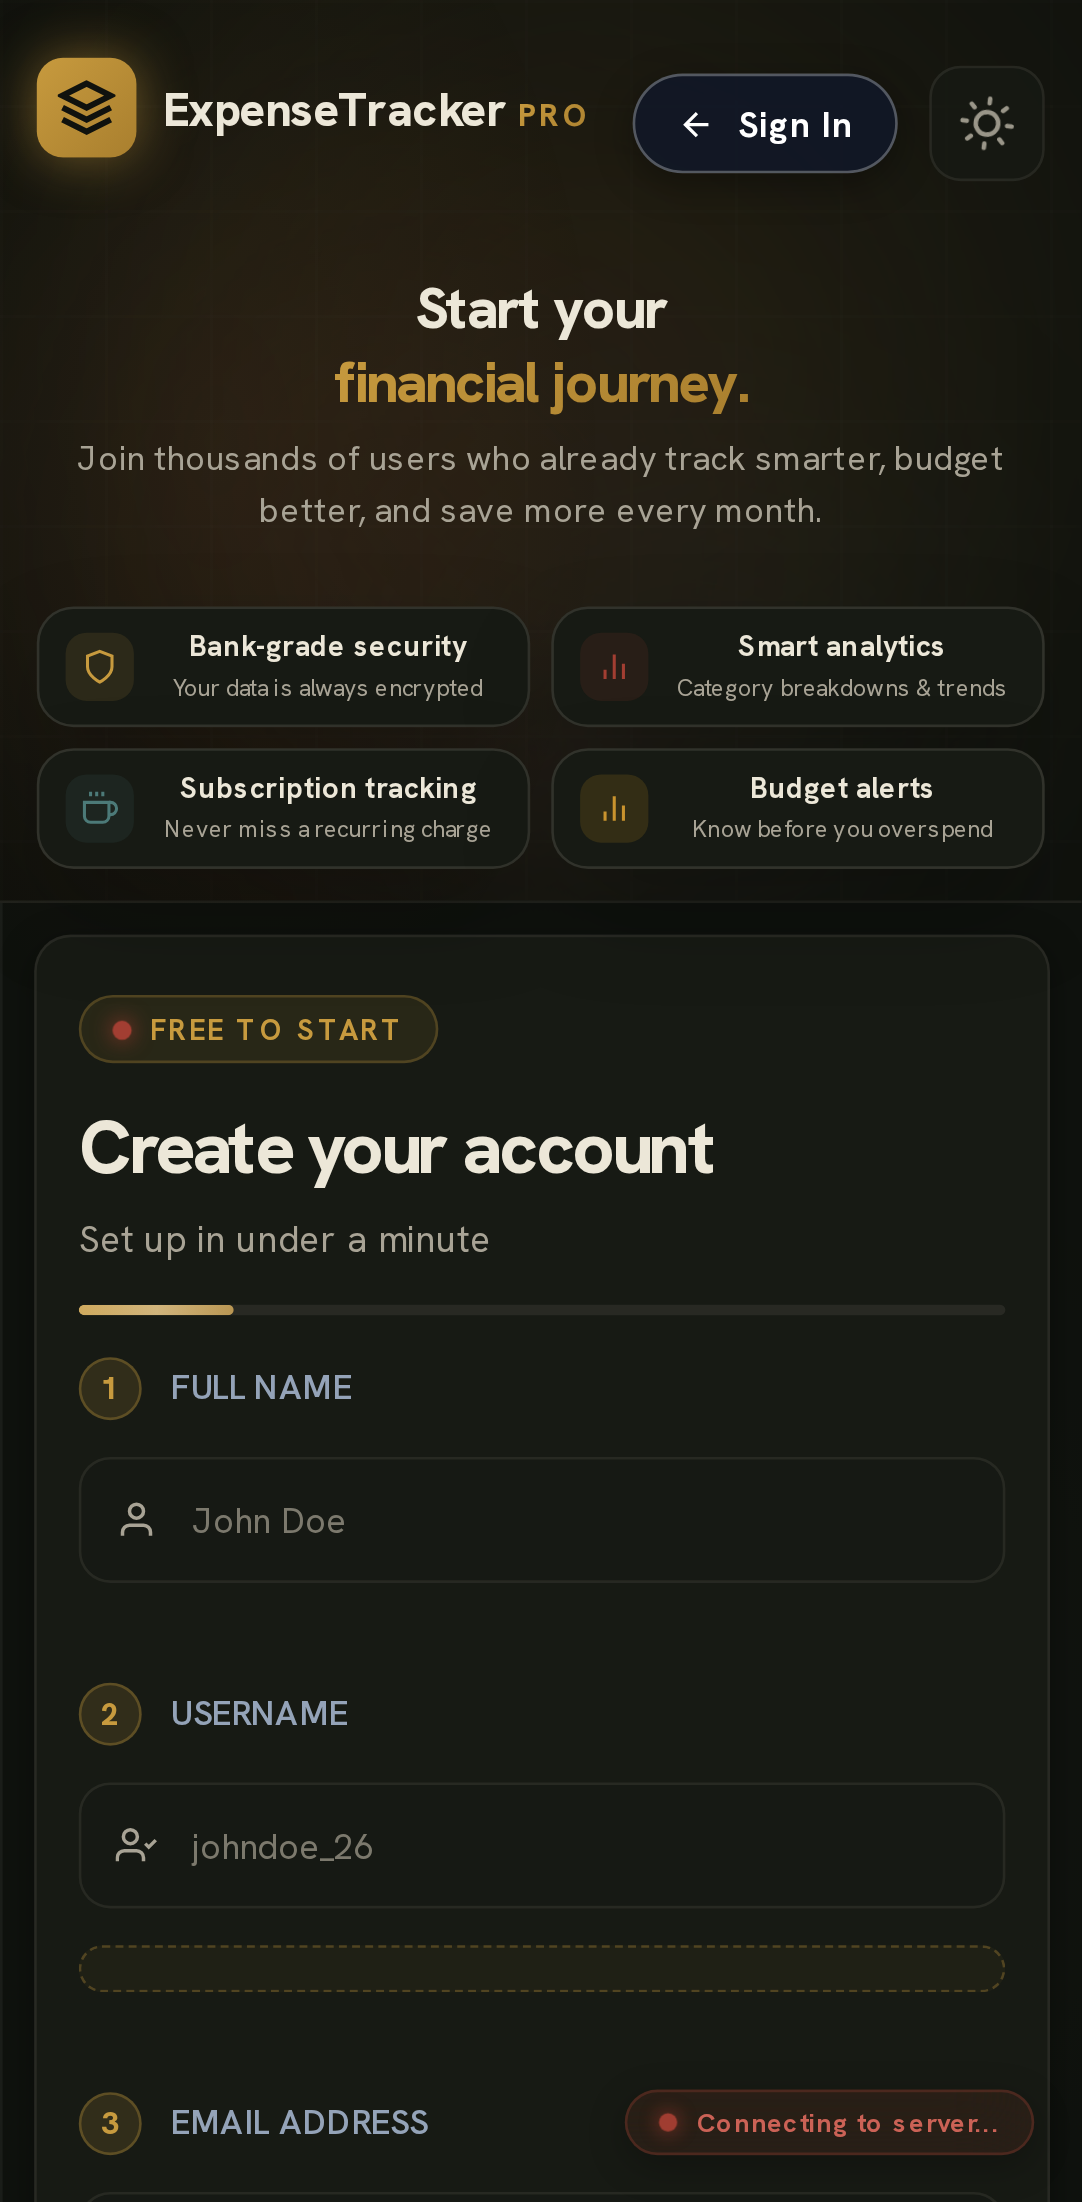 ExpenseTracker PRO
← Sign In
Start your
financial journey.
Join thousands of users who already track smarter, budget
better, and save more every month.
Bank-grade security
Your data is always encrypted
Smart analytics
Category breakdowns & trends
Subscription tracking
Never miss a recurring charge
Budget alerts
Know before you overspend
FREE TO START
Create your account
Set up in under a minute
1 FULL NAME
John Doe
2 USERNAME
johndoe_26
3 EMAIL ADDRESS
Connecting to server...